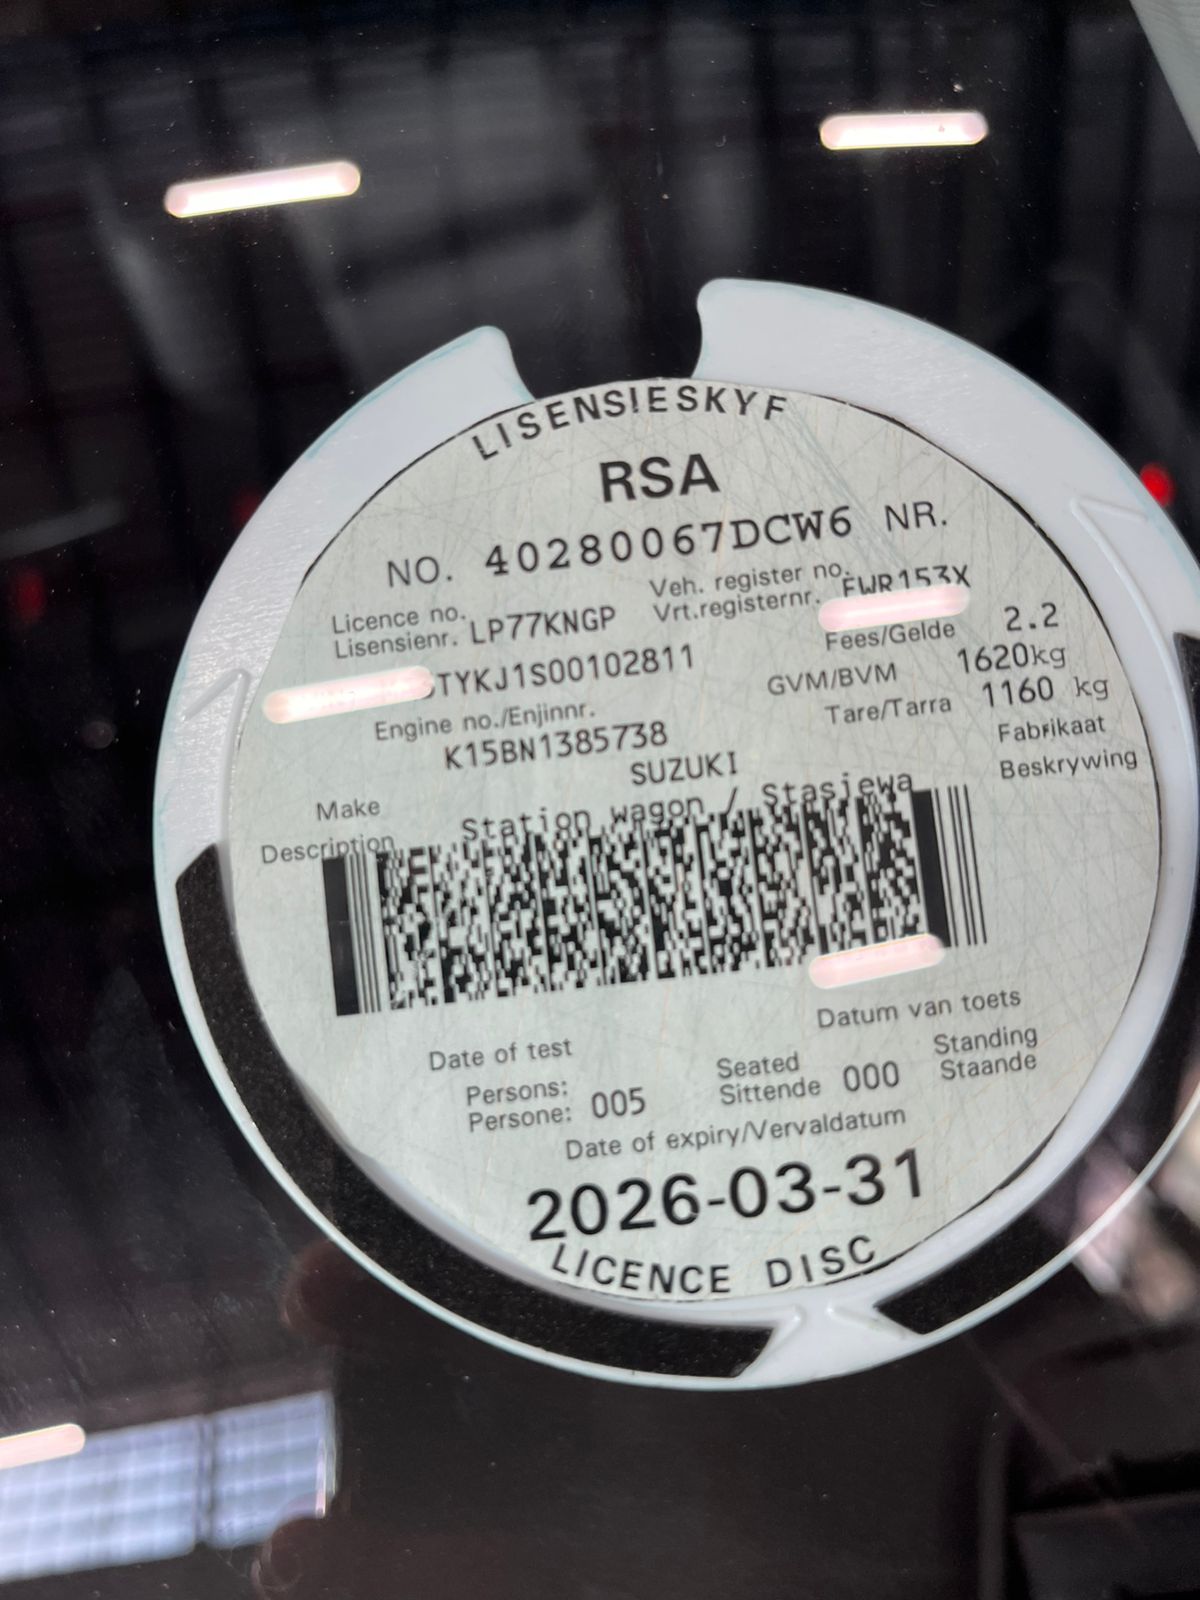 LISENSIESKYF
RSA
NO. 40280067DCW6 NR.
Licence no. Veh. register no.
Lisensienr. LP77KNGP Vrt.registernr.
Fees/Gelde 2.2
TYKJ1S00102811 GVM/BVM 1620kg
Engine no./Enjinnr. Tare/Tarra 1160 kg
K15BN1385738 Fabrikaat
Make SUZUKI Beskrywing
Description Station wagon / Stasiewa
Datum van toets
Date of test
Persons: Seated Standing
Persone: 005 Sittende 000 Staande
Date of expiry/Vervaldatum
2026-03-31
LICENCE DISC